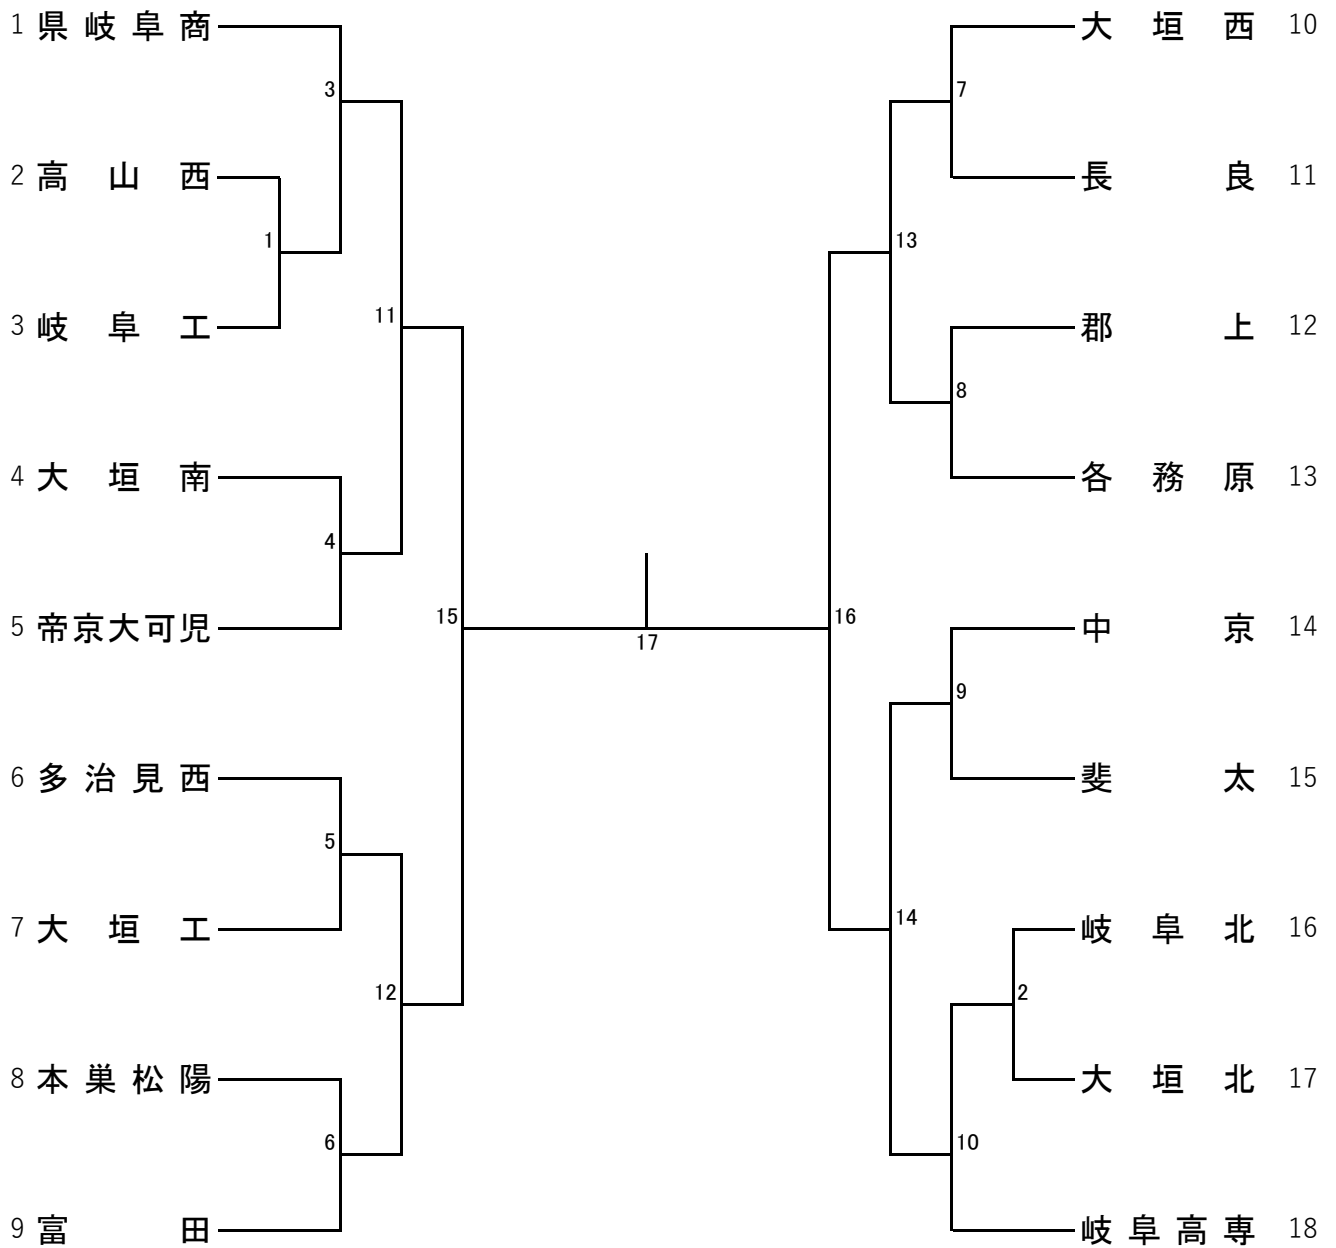 1 県岐阜商
3
2 高山西
1
3 岐阜工
11
4 大垣南
4
5 帝京大可児
15
6 多治見西
5
7 大垣工
12
8 本巣松陽
6
9 富田
17
大垣西 10
7
長良 11
13
郡上 12
8
各務原 13
16
中京 14
9
斐太 15
14
岐阜北 16
2
大垣北 17
10
岐阜高専 18